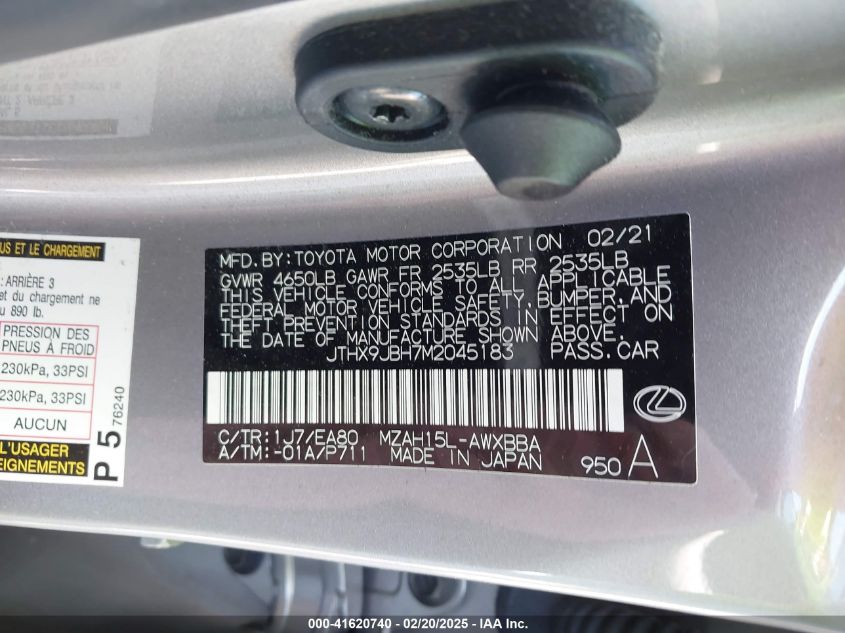 MFD. BY: TOYOTA MOTOR CORPORATION 02/21
GVWR 4650LB GAWR FR 2535LB RR 2535LB
THIS VEHICLE CONFORMS TO ALL APPLICABLE
FEDERAL MOTOR VEHICLE SAFETY, BUMPER, AND
THEFT PREVENTION STANDARDS IN EFFECT ON
THE DATE OF MANUFACTURE SHOWN ABOVE.
JTHX9JBH7M2045183 PASS. CAR
C/TR: 1J7/EA80 MZAH15L-AWXBBA
A/TM: -01A/P711 MADE IN JAPAN 950 A
US ET LE CHARGEMENT
: ARRIÈRE 3
et du chargement ne
u 890 lb.
PRESSION DES
PNEUS À FROID
230kPa, 33PSI
230kPa, 33PSI
AUCUN
L'USAGER
EIGNEMENTS
P 5 76240
000-41620740 — 02/20/2025 — IAAI.com